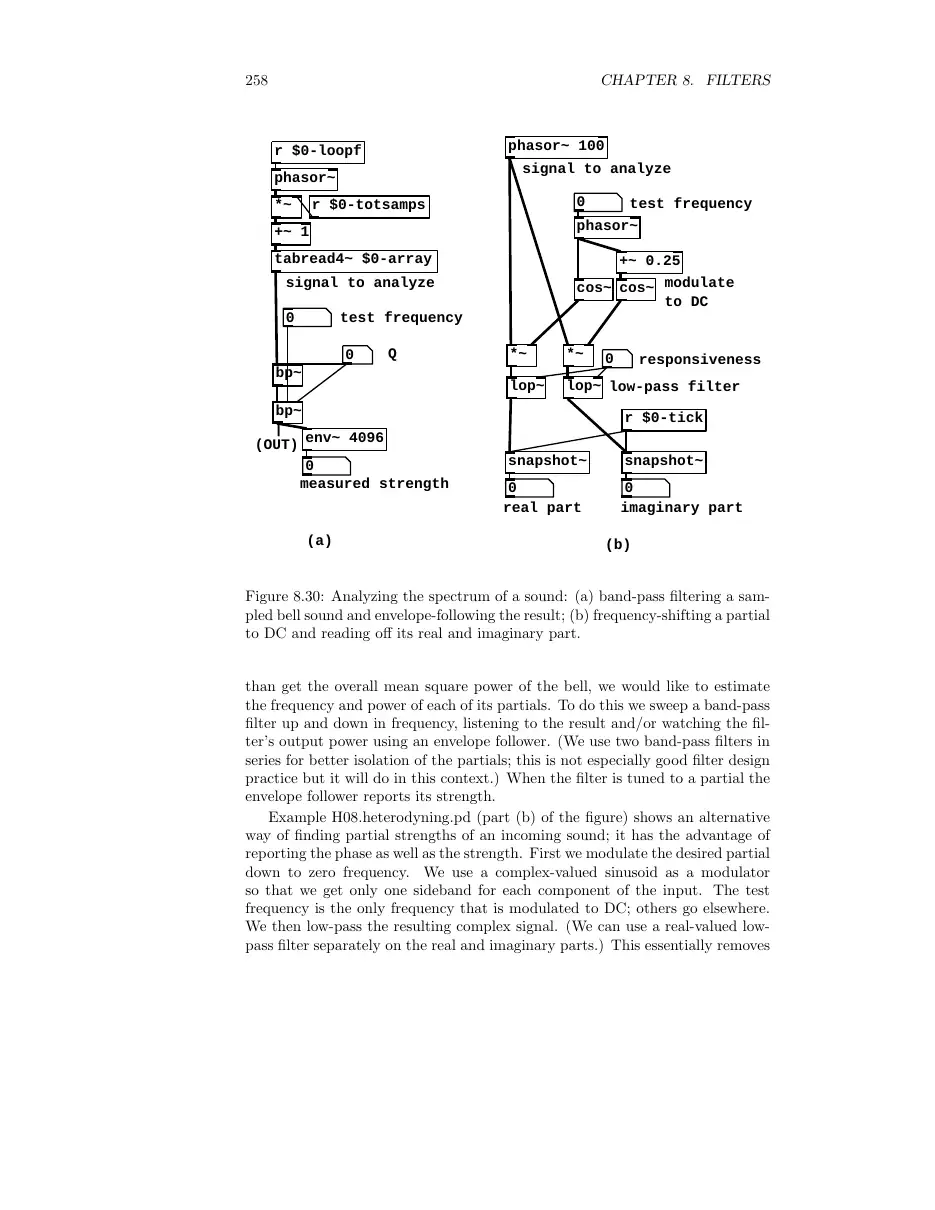 258
CHAPTER 8. FILTERS
r $0-loopf
phasor~
*~
r $0-totsamps
+~ 1
tabread4~ $0-array
signal to analyze
0
test frequency
0
Q
bp~
bp~
(OUT)
env~ 4096
0
measured strength
(a)
phasor~ 100
signal to analyze
0
test frequency
phasor~
+~ 0.25
cos~
cos~
modulate
to DC
*~
*~
0
responsiveness
lop~
lop~
low-pass filter
r $0-tick
snapshot~
snapshot~
0
0
real part
imaginary part
(b)
Figure 8.30: Analyzing the spectrum of a sound: (a) band-pass filtering a sam-
pled bell sound and envelope-following the result; (b) frequency-shifting a partial
to DC and reading off its real and imaginary part.
than get the overall mean square power of the bell, we would like to estimate
the frequency and power of each of its partials. To do this we sweep a band-pass
filter up and down in frequency, listening to the result and/or watching the fil-
ter's output power using an envelope follower. (We use two band-pass filters in
series for better isolation of the partials; this is not especially good filter design
practice but it will do in this context.) When the filter is tuned to a partial the
envelope follower reports its strength.
Example H08.heterodyning.pd (part (b) of the figure) shows an alternative
way of finding partial strengths of an incoming sound; it has the advantage of
reporting the phase as well as the strength. First we modulate the desired partial
down to zero frequency. We use a complex-valued sinusoid as a modulator
so that we get only one sideband for each component of the input. The test
frequency is the only frequency that is modulated to DC; others go elsewhere.
We then low-pass the resulting complex signal. (We can use a real-valued low-
pass filter separately on the real and imaginary parts.) This essentially removes